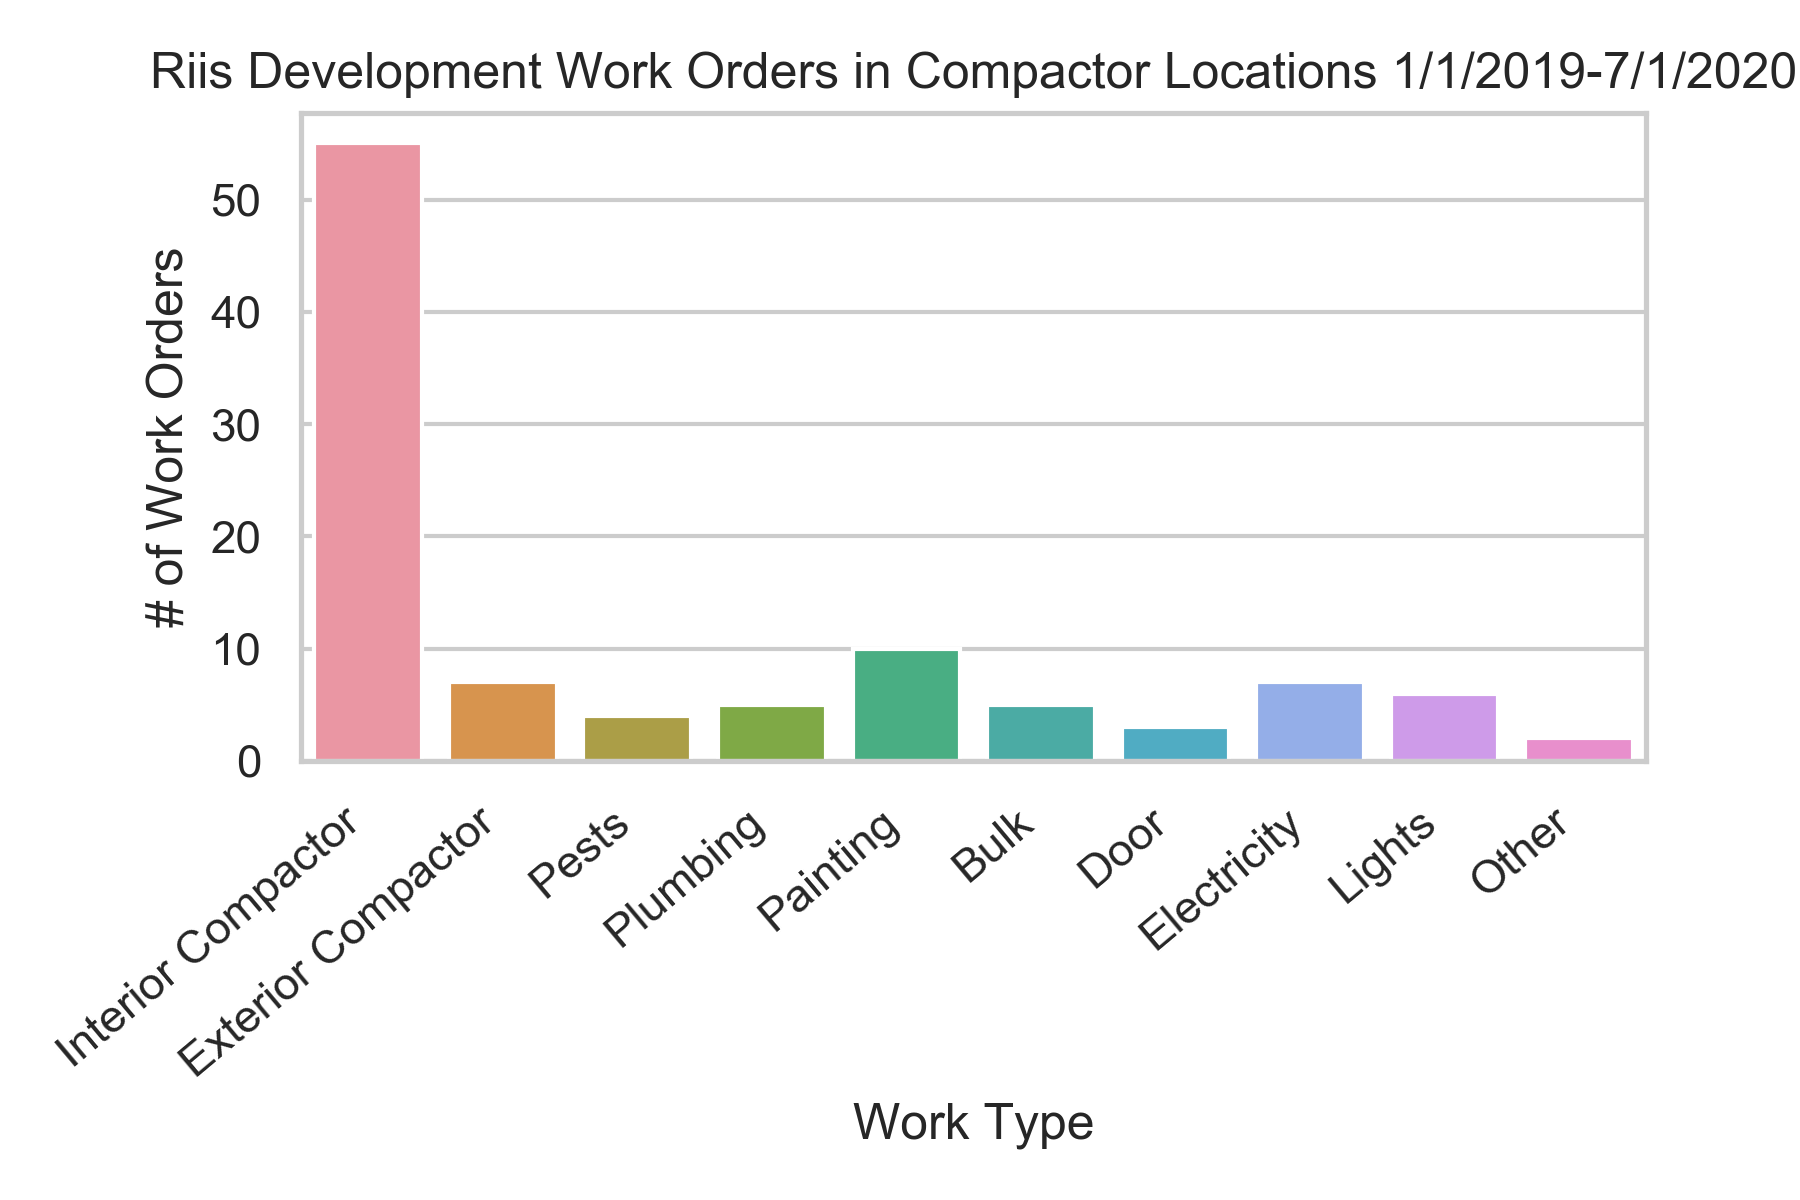 Riis Development Work Orders in Compactor Locations 1/1/2019-7/1/2020
# of Work Orders
50
40
30
20
10
0
Interior Compactor
Exterior Compactor
Pests
Plumbing
Painting
Bulk
Door
Electricity
Lights
Other
Work Type